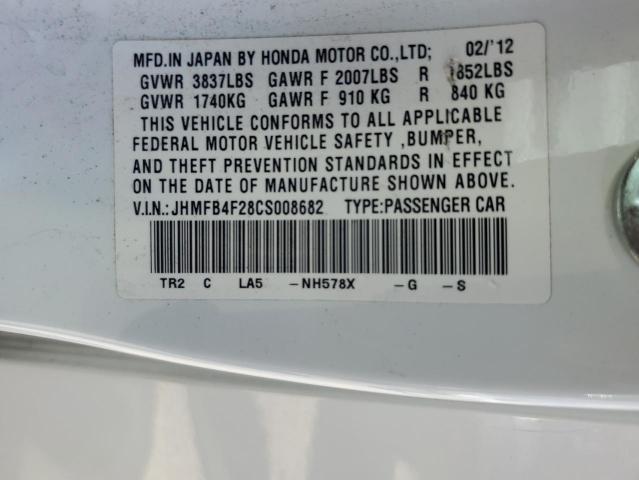 MFD.IN JAPAN BY HONDA MOTOR CO.,LTD; 02/'12
GVWR 3837LBS GAWR F 2007LBS R 1852LBS
GVWR 1740KG GAWR F 910 KG R 840 KG
THIS VEHICLE CONFORMS TO ALL APPLICABLE
FEDERAL MOTOR VEHICLE SAFETY ,BUMPER,
AND THEFT PREVENTION STANDARDS IN EFFECT
ON THE DATE OF MANUFACTURE SHOWN ABOVE.
V.I.N.:JHMFB4F28CS008682 TYPE:PASSENGER CAR
TR2 C LA5 -NH578X -G -S